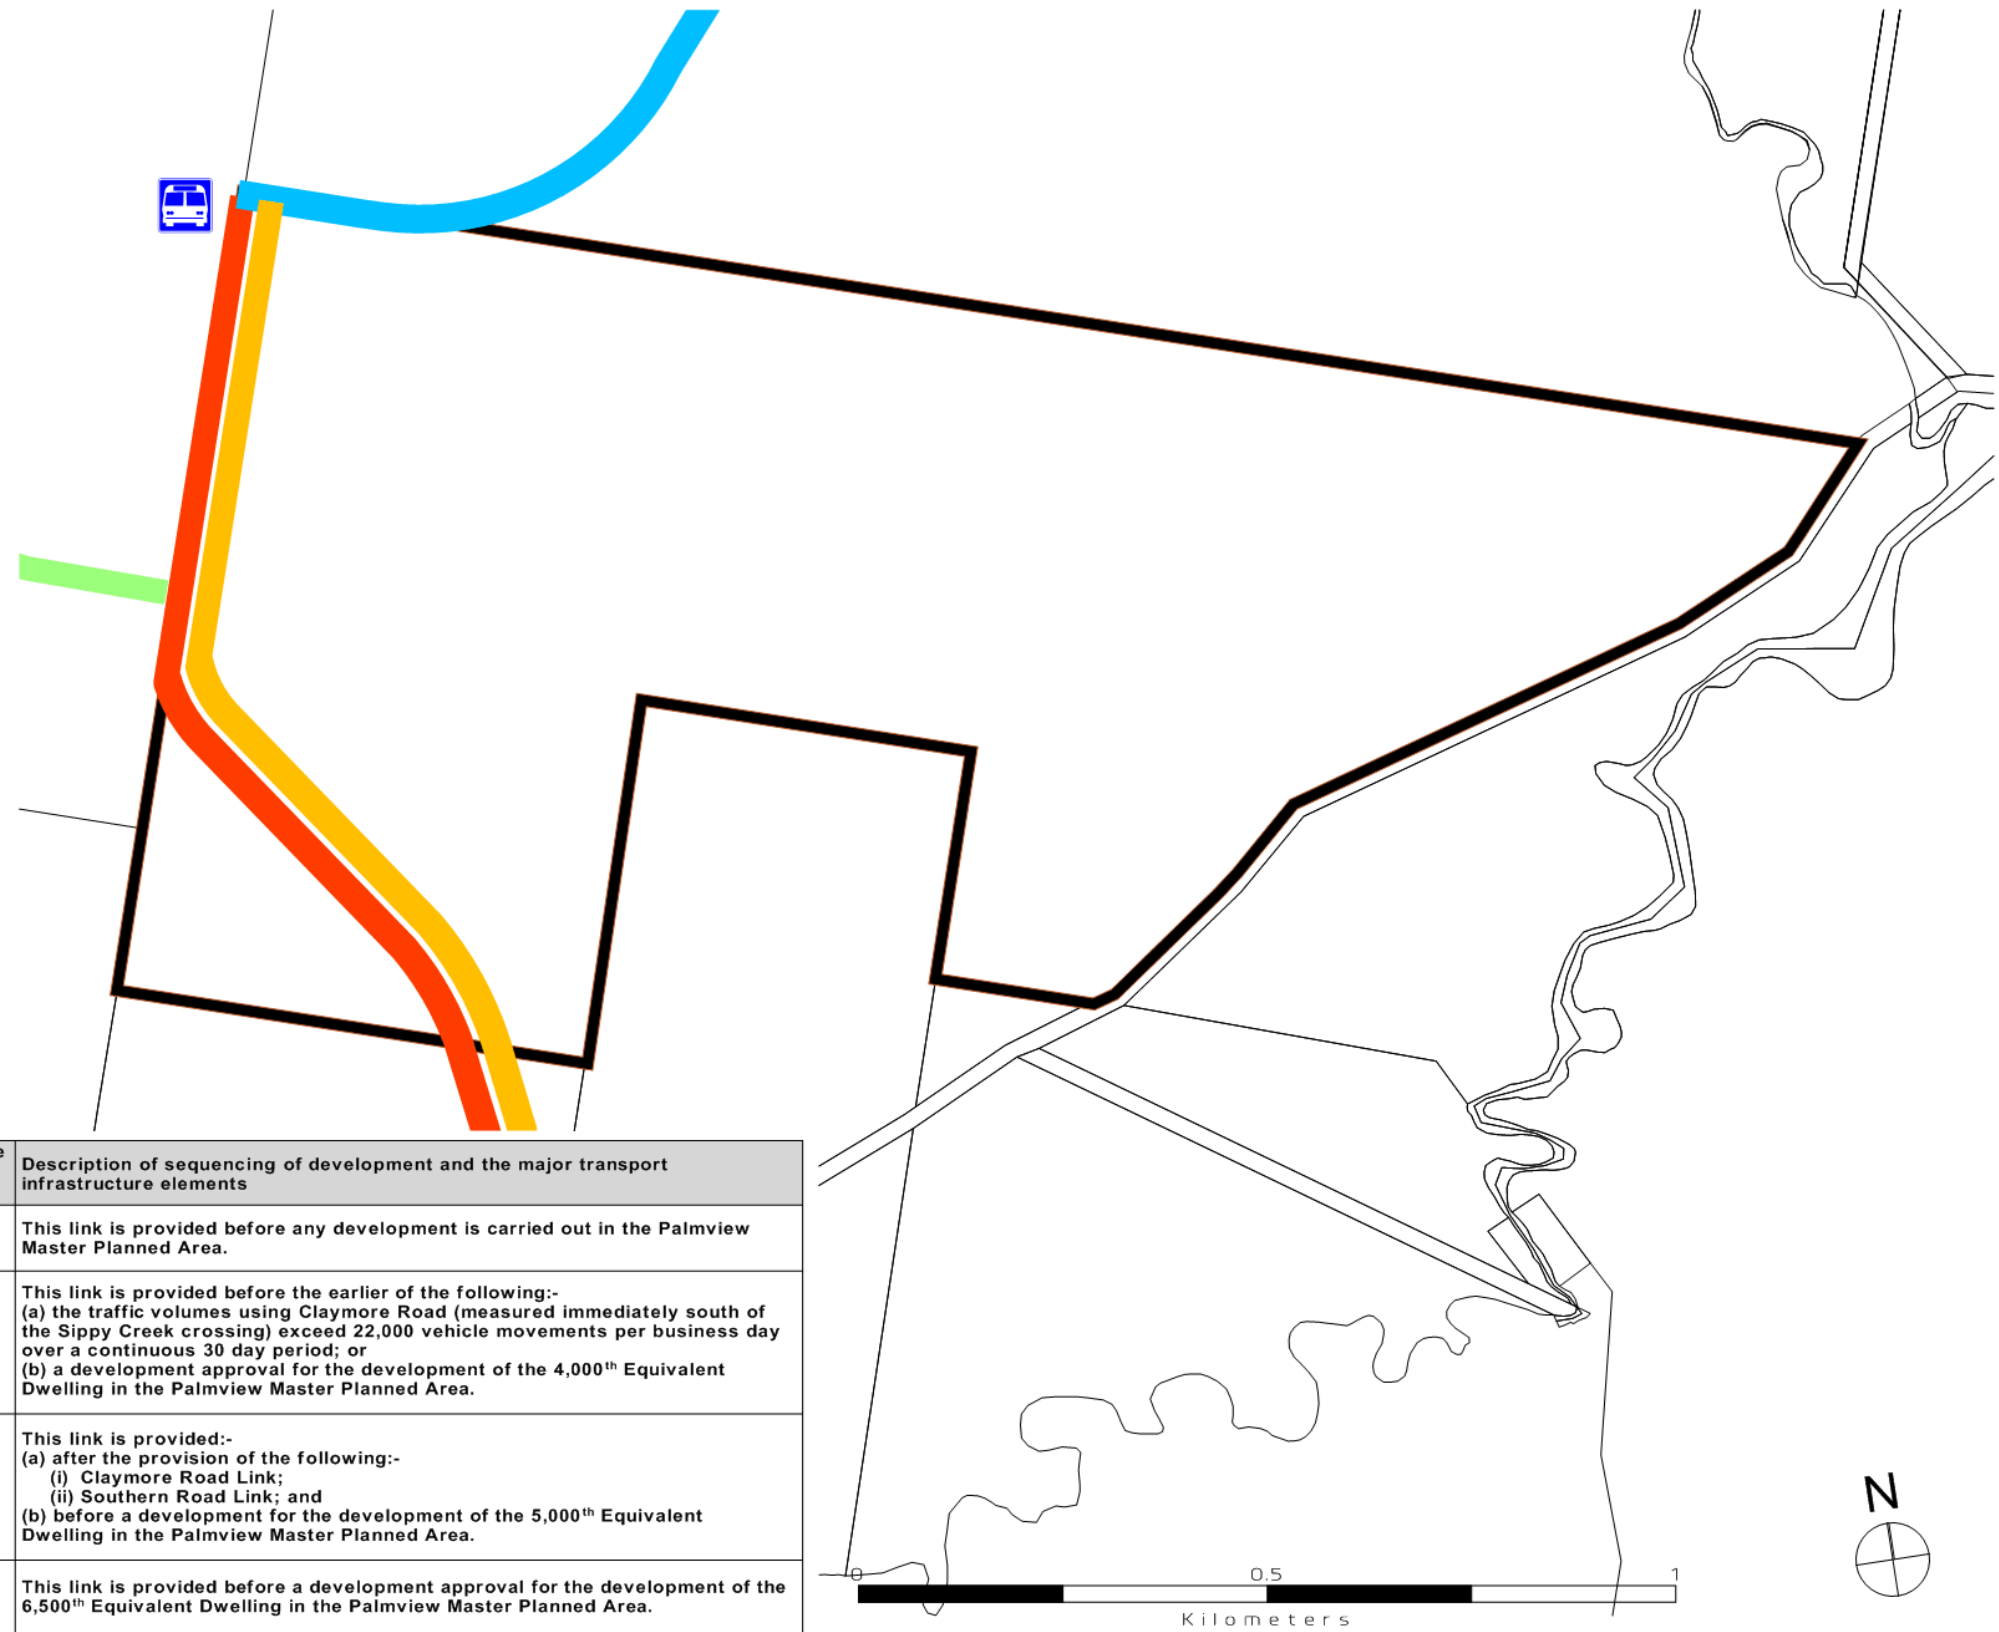 e
Description of sequencing of development and the major transport
infrastructure elements
This link is provided before any development is carried out in the Palmview
Master Planned Area.
This link is provided before the earlier of the following:-
(a) the traffic volumes using Claymore Road (measured immediately south of
the Sippy Creek crossing) exceed 22,000 vehicle movements per business day
over a continuous 30 day period; or
(b) a development approval for the development of the 4,000th Equivalent
Dwelling in the Palmview Master Planned Area.
This link is provided:-
(a) after the provision of the following:-
(i) Claymore Road Link;
(ii) Southern Road Link; and
(b) before a development for the development of the 5,000th Equivalent
Dwelling in the Palmview Master Planned Area.
This link is provided before a development approval for the development of the
6,500th Equivalent Dwelling in the Palmview Master Planned Area.
N
0 0.5 1
Kilometers